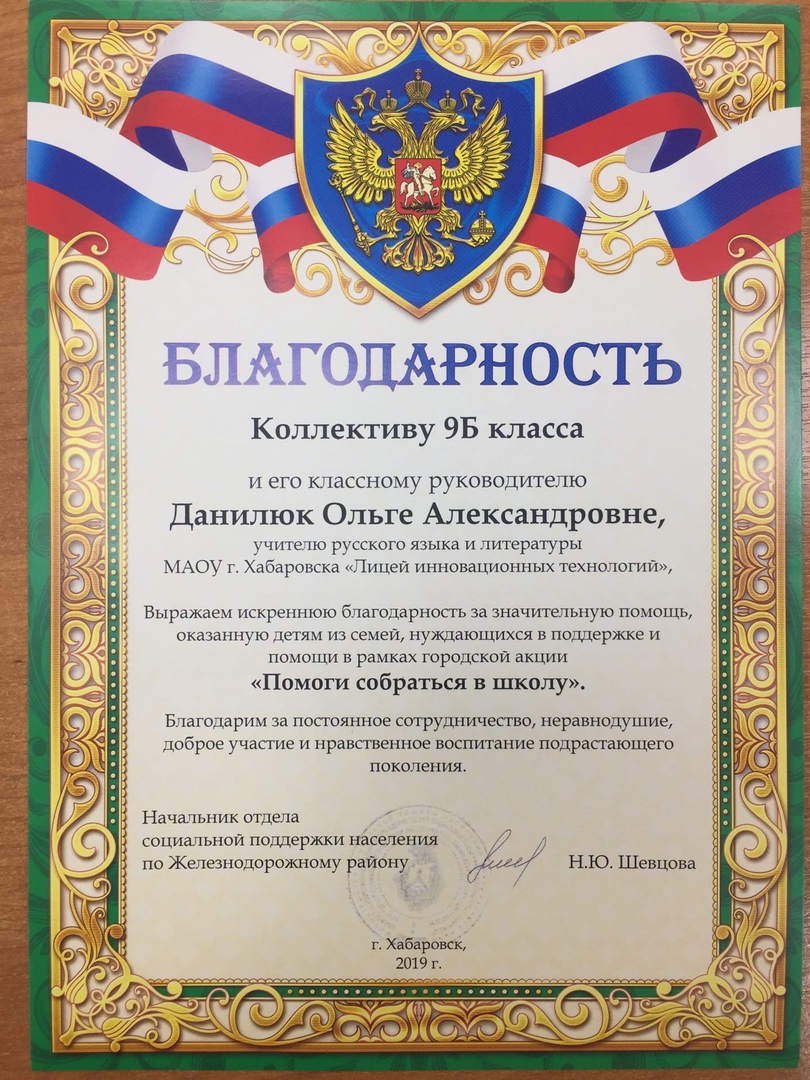 БЛАГОДАРНОСТЬ
Коллективу 9Б класса
и его классному руководителю
Данилюк Ольге Александровне,
учителю русского языка и литературы
МАОУ г. Хабаровска «Лицей инновационных технологий»,
Выражаем искреннюю благодарность за значительную помощь,
оказанную детям из семей, нуждающихся в поддержке и
помощи в рамках городской акции
«Помоги собраться в школу».
Благодарим за постоянное сотрудничество, неравнодушие,
доброе участие и нравственное воспитание подрастающего
поколения.
Начальник отдела
социальной поддержки населения
по Железнодорожному району
Н.Ю. Шевцова
г. Хабаровск,
2019 г.